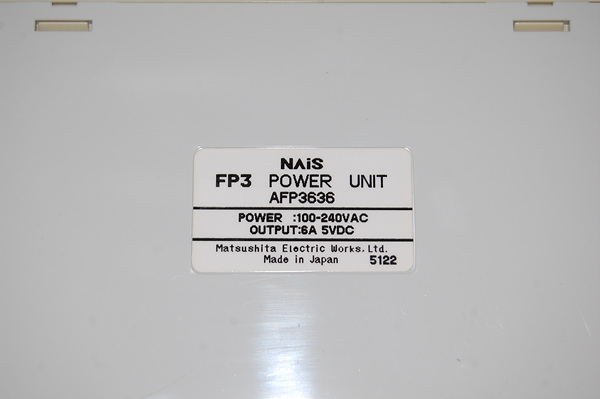 NAiS
FP3 POWER UNIT
AFP3636
POWER :100-240VAC
OUTPUT:6A 5VDC
Matsushita Electric Works, Ltd.
Made in Japan 5122